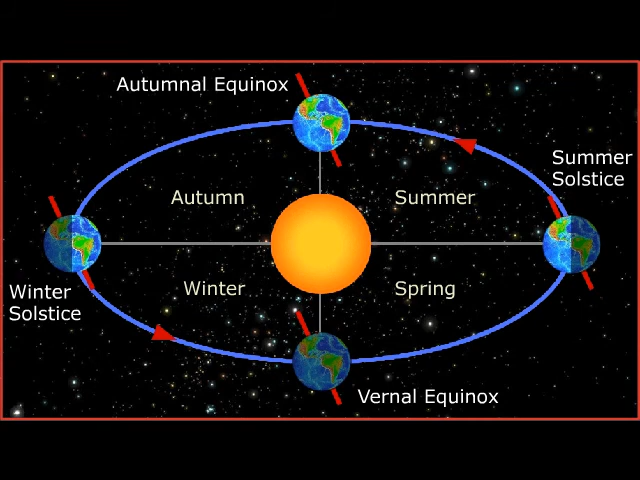 Autumnal Equinox
Summer
Solstice
Autumn
Summer
Winter
Spring
Winter
Solstice
Vernal Equinox